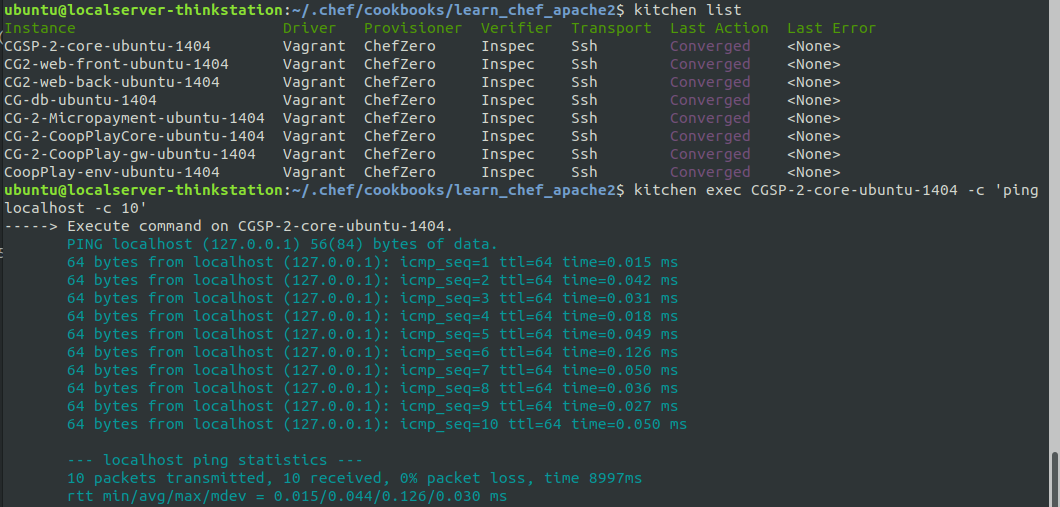 ubuntu@localserver-thinkstation:~/.chef/cookbooks/learn_chef_apache2$ kitchen list
Instance Driver Provisioner Verifier Transport Last Action Last Error
CGSP-2-core-ubuntu-1404 Vagrant ChefZero Inspec Ssh Converged <None>
CG2-web-front-ubuntu-1404 Vagrant ChefZero Inspec Ssh Converged <None>
CG2-web-back-ubuntu-1404 Vagrant ChefZero Inspec Ssh Converged <None>
CG-db-ubuntu-1404 Vagrant ChefZero Inspec Ssh Converged <None>
CG-2-Micropayment-ubuntu-1404 Vagrant ChefZero Inspec Ssh Converged <None>
CG-2-CoopPlayCore-ubuntu-1404 Vagrant ChefZero Inspec Ssh Converged <None>
CG-2-CoopPlay-gw-ubuntu-1404 Vagrant ChefZero Inspec Ssh Converged <None>
CoopPlay-env-ubuntu-1404 Vagrant ChefZero Inspec Ssh Converged <None>
ubuntu@localserver-thinkstation:~/.chef/cookbooks/learn_chef_apache2$ kitchen exec CGSP-2-core-ubuntu-1404 -c 'ping
localhost -c 10'
-----> Execute command on CGSP-2-core-ubuntu-1404.
PING localhost (127.0.0.1) 56(84) bytes of data.
64 bytes from localhost (127.0.0.1): icmp_seq=1 ttl=64 time=0.015 ms
64 bytes from localhost (127.0.0.1): icmp_seq=2 ttl=64 time=0.042 ms
64 bytes from localhost (127.0.0.1): icmp_seq=3 ttl=64 time=0.031 ms
64 bytes from localhost (127.0.0.1): icmp_seq=4 ttl=64 time=0.018 ms
64 bytes from localhost (127.0.0.1): icmp_seq=5 ttl=64 time=0.049 ms
64 bytes from localhost (127.0.0.1): icmp_seq=6 ttl=64 time=0.126 ms
64 bytes from localhost (127.0.0.1): icmp_seq=7 ttl=64 time=0.050 ms
64 bytes from localhost (127.0.0.1): icmp_seq=8 ttl=64 time=0.036 ms
64 bytes from localhost (127.0.0.1): icmp_seq=9 ttl=64 time=0.027 ms
64 bytes from localhost (127.0.0.1): icmp_seq=10 ttl=64 time=0.050 ms
--- localhost ping statistics ---
10 packets transmitted, 10 received, 0% packet loss, time 8997ms
rtt min/avg/max/mdev = 0.015/0.044/0.126/0.030 ms